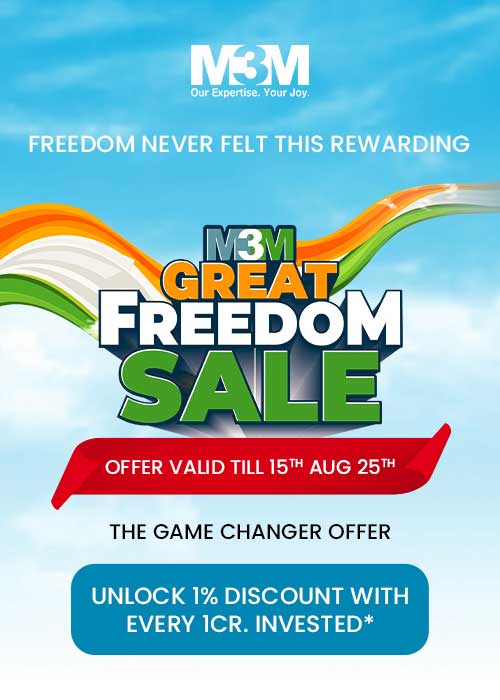 M3M
Our Expertise. Your Joy.
FREEDOM NEVER FELT THIS REWARDING
M3M
GREAT
FREEDOM
SALE
OFFER VALID TILL 15TH AUG 25TH
THE GAME CHANGER OFFER
UNLOCK 1% DISCOUNT WITH
EVERY 1CR. INVESTED*